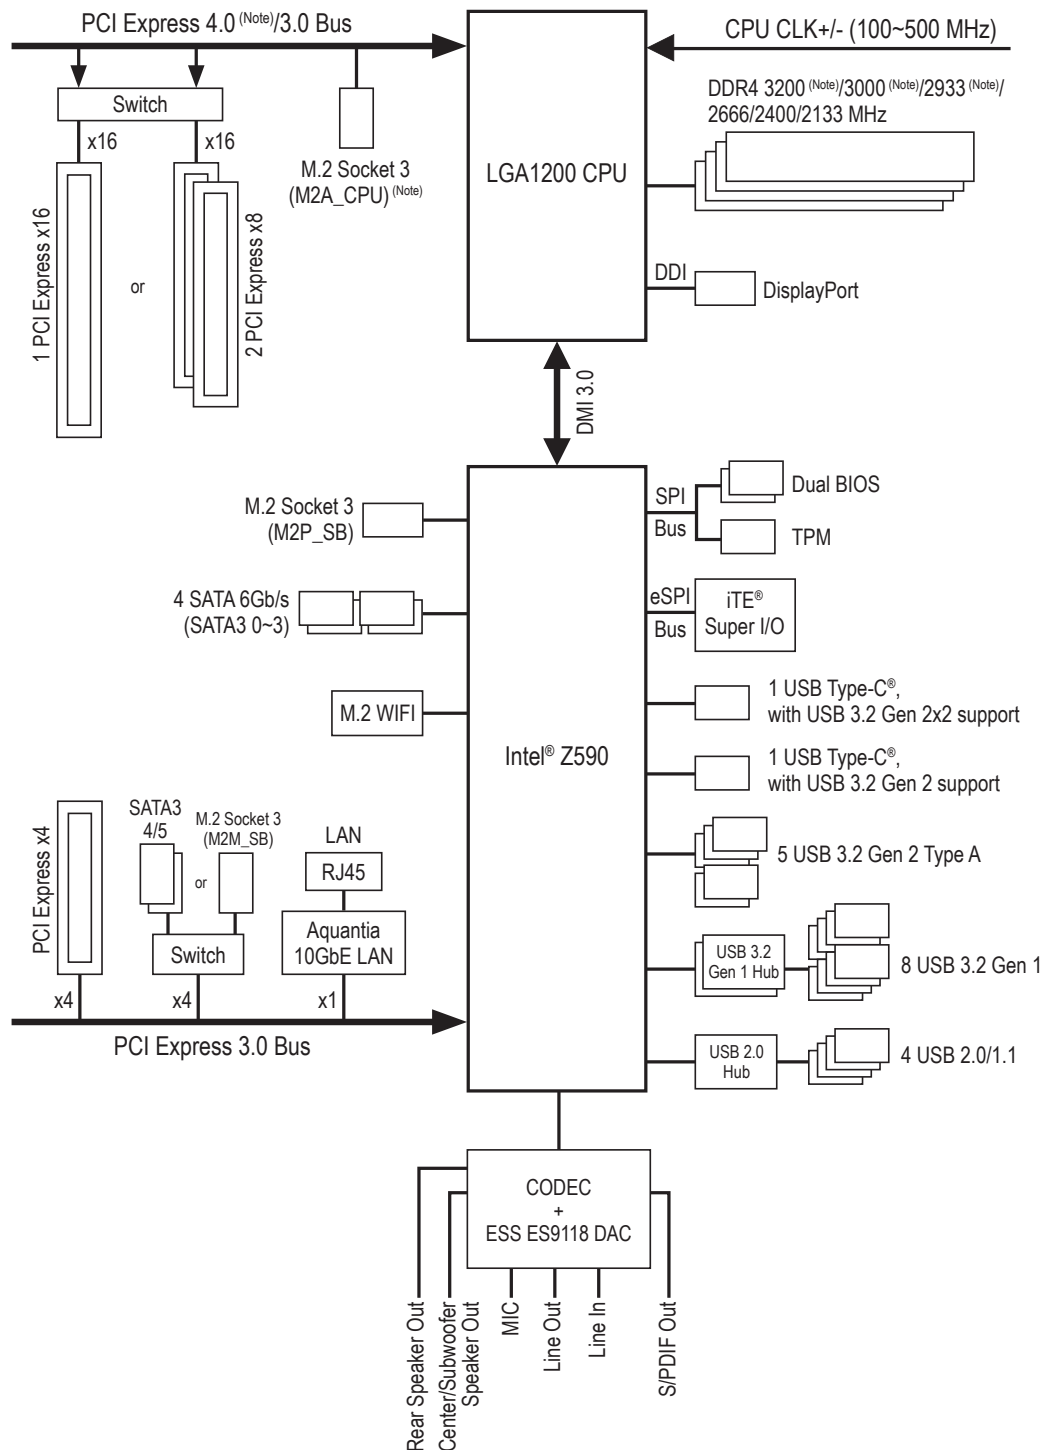 PCI Express 4.0 (Note)/3.0 Bus
CPU CLK+/- (100~500 MHz)
Switch
x16
x16
M.2 Socket 3
(M2A_CPU) (Note)
1 PCI Express x16
or
2 PCI Express x8
LGA1200 CPU
DDR4 3200 (Note)/3000 (Note)/2933 (Note)/
2666/2400/2133 MHz
DDI
DisplayPort
DMI 3.0
M.2 Socket 3
(M2P_SB)
4 SATA 6Gb/s
(SATA3 0~3)
M.2 WIFI
Intel® Z590
SPI
Bus
Dual BIOS
TPM
eSPI
Bus
iTE®
Super I/O
1 USB Type-C®,
with USB 3.2 Gen 2x2 support
1 USB Type-C®,
with USB 3.2 Gen 2 support
5 USB 3.2 Gen 2 Type A
USB 3.2
Gen 1 Hub
8 USB 3.2 Gen 1
USB 2.0
Hub
4 USB 2.0/1.1
PCI Express x4
SATA3
4/5
or
M.2 Socket 3
(M2M_SB)
Switch
LAN
RJ45
Aquantia
10GbE LAN
x4
x4
x1
PCI Express 3.0 Bus
CODEC
+
ESS ES9118 DAC
Rear Speaker Out
Center/Subwoofer
Speaker Out
MIC
Line Out
Line In
S/PDIF Out